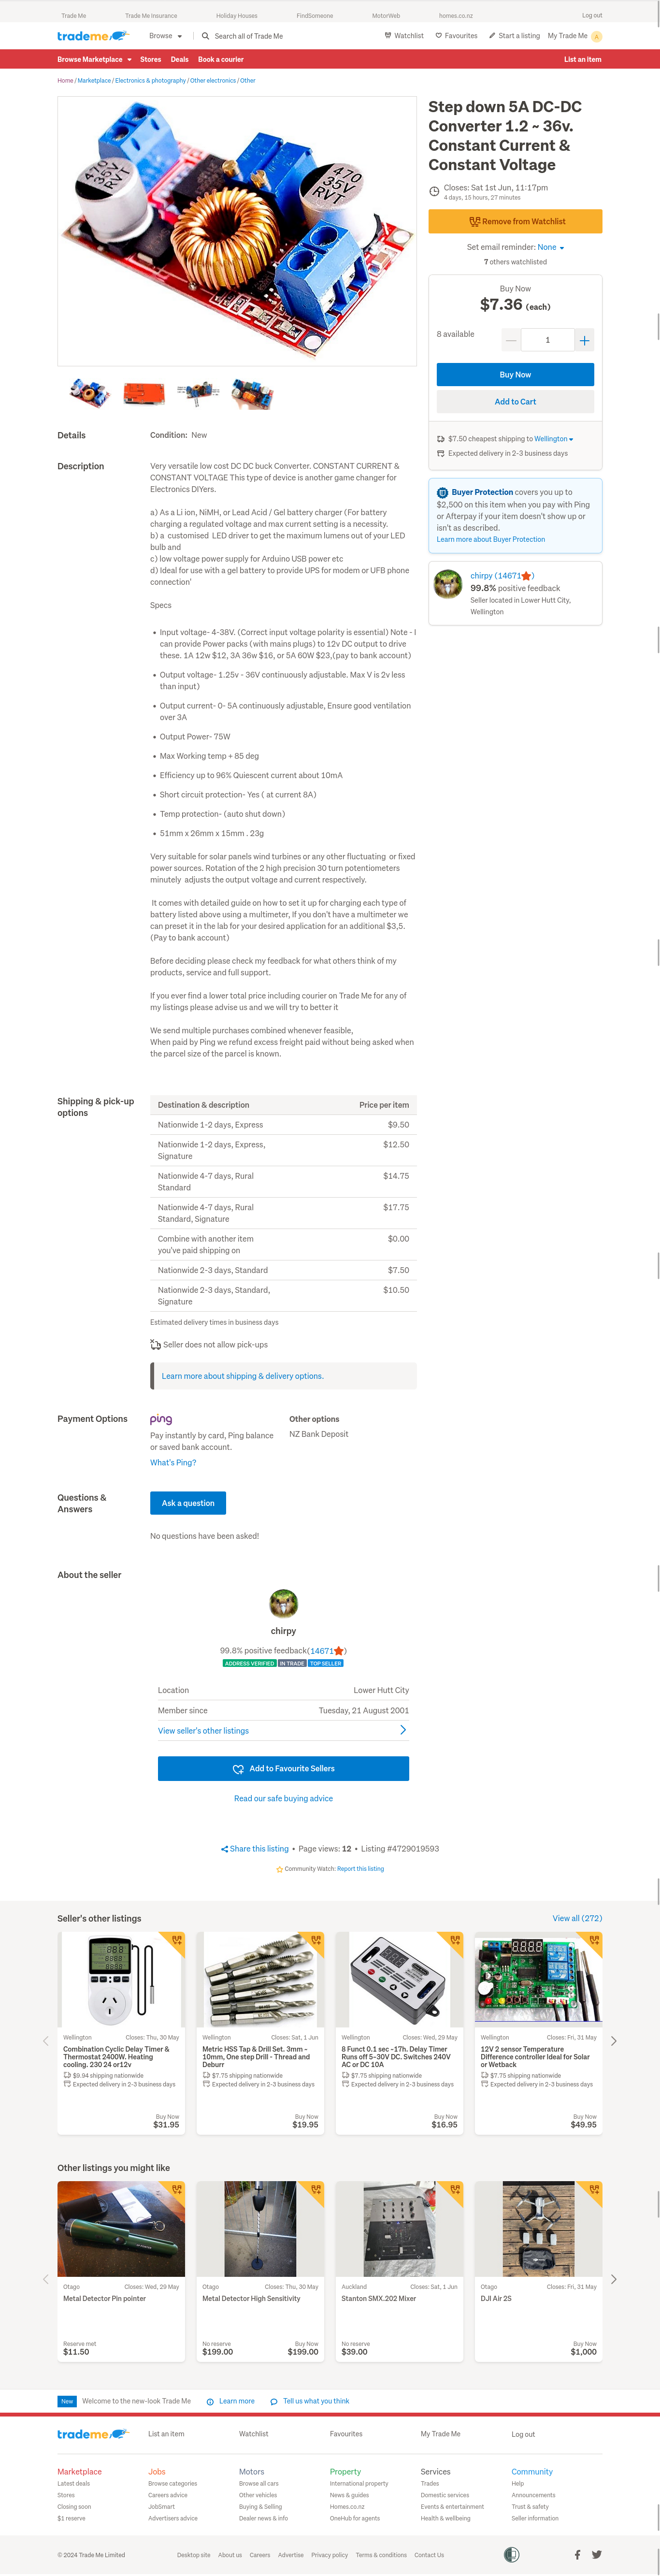 Trade Me
Trade Me Insurance
Holiday Houses
FindSomeone
MotorWeb
homes.co.nz
Log out
trademe
Browse
Search all of Trade Me
Watchlist
Favourites
Start a listing
My Trade Me
A
Browse Marketplace
Stores
Deals
Book a courier
List an item
Home / Marketplace / Electronics & photography / Other electronics / Other
470
35V
RVT
470
35V
RVT
Step down 5A DC-DC
Converter 1.2 ~ 36v.
Constant Current &
Constant Voltage
Closes: Sat 1st Jun, 11:17pm
4 days, 15 hours, 27 minutes
Remove from Watchlist
Set email reminder: None
7 others watchlisted
Buy Now
$7.36 (each)
8 available
1
Buy Now
Add to Cart
$7.50 cheapest shipping to Wellington
Expected delivery in 2-3 business days
Buyer Protection covers you up to
$2,500 on this item when you pay with Ping
or Afterpay if your item doesn't show up or
isn't as described.
Learn more about Buyer Protection
chirpy (14671)
99.8% positive feedback
Seller located in Lower Hutt City,
Wellington
Details
Condition: New
Description
Very versatile low cost DC DC buck Converter. CONSTANT CURRENT &
CONSTANT VOLTAGE This type of device is another game changer for
Electronics DIYers.
a) As a Li ion, NiMH, or Lead Acid / Gel battery charger (For battery
charging a regulated voltage and max current setting is a necessity.
b) a customised LED driver to get the maximum lumens out of your LED
bulb and
c) low voltage power supply for Arduino USB power etc
d) Ideal for use with a gel battery to provide UPS for modem or UFB phone
connection'
Specs
• Input voltage- 4-38V. (Correct input voltage polarity is essential) Note - I
can provide Power packs (with mains plugs) to 12v DC output to drive
these. 1A 12w $12, 3A 36w $16, or 5A 60W $23,(pay to bank account)
• Output voltage- 1.25v - 36V continuously adjustable. Max V is 2v less
than input)
• Output current- 0- 5A continuously adjustable, Ensure good ventilation
over 3A
• Output Power- 75W
• Max Working temp + 85 deg
• Efficiency up to 96% Quiescent current about 10mA
• Short circuit protection- Yes ( at current 8A)
• Temp protection- (auto shut down)
• 51mm x 26mm x 15mm . 23g
Very suitable for solar panels wind turbines or any other fluctuating or fixed
power sources. Rotation of the 2 high precision 30 turn potentiometers
minutely adjusts the output voltage and current respectively.
It comes with detailed guide on how to set it up for charging each type of
battery listed above using a multimeter, If you don't have a multimeter we
can preset it in the lab for your desired application for an additional $3,5.
(Pay to bank account)
Before deciding please check my feedback for what others think of my
products, service and full support.
If you ever find a lower total price including courier on Trade Me for any of
my listings please advise us and we will try to better it
We send multiple purchases combined whenever feasible,
When paid by Ping we refund excess freight paid without being asked when
the parcel size of the parcel is known.
Shipping & pick-up
options
Destination & description
Price per item
Nationwide 1-2 days, Express
$9.50
Nationwide 1-2 days, Express,
Signature
$12.50
Nationwide 4-7 days, Rural
Standard
$14.75
Nationwide 4-7 days, Rural
Standard, Signature
$17.75
Combine with another item
you've paid shipping on
$0.00
Nationwide 2-3 days, Standard
$7.50
Nationwide 2-3 days, Standard,
Signature
$10.50
Estimated delivery times in business days
Seller does not allow pick-ups
Learn more about shipping & delivery options.
Payment Options
ping
Pay instantly by card, Ping balance
or saved bank account.
What's Ping?
Other options
NZ Bank Deposit
Questions &
Answers
Ask a question
No questions have been asked!
About the seller
chirpy
99.8% positive feedback(14671)
ADDRESS VERIFIED
IN TRADE
TOP SELLER
Location
Lower Hutt City
Member since
Tuesday, 21 August 2001
View seller's other listings
Add to Favourite Sellers
Read our safe buying advice
Share this listing • Page views: 12 • Listing #4729019593
Community Watch: Report this listing
Seller's other listings
View all (272)
Wellington
Closes: Thu, 30 May
Combination Cyclic Delay Timer &
Thermostat 2400W. Heating
cooling. 230 24 or12v
$9.94 shipping nationwide
Expected delivery in 2-3 business days
Buy Now
$31.95
Wellington
Closes: Sat, 1 Jun
Metric HSS Tap & Drill Set. 3mm -
10mm, One step Drill - Thread and
Deburr
$7.75 shipping nationwide
Expected delivery in 2-3 business days
Buy Now
$19.95
Wellington
Closes: Wed, 29 May
8 Funct 0.1 sec -17h. Delay Timer
Runs off 5-30V DC. Switches 240V
AC or DC 10A
$7.75 shipping nationwide
Expected delivery in 2-3 business days
Buy Now
$16.95
Wellington
Closes: Fri, 31 May
12V 2 sensor Temperature
Difference controller Ideal for Solar
or Wetback
$7.75 shipping nationwide
Expected delivery in 2-3 business days
Buy Now
$49.95
Other listings you might like
Otago
Closes: Wed, 29 May
Metal Detector Pin pointer
Reserve met
$11.50
Otago
Closes: Thu, 30 May
Metal Detector High Sensitivity
No reserve
$199.00
Buy Now
$199.00
Auckland
Closes: Sat, 1 Jun
Stanton SMX.202 Mixer
No reserve
$39.00
Otago
Closes: Fri, 31 May
DJI Air 2S
Buy Now
$1,000
New
Welcome to the new-look Trade Me
Learn more
Tell us what you think
trademe
List an item
Watchlist
Favourites
My Trade Me
Log out
Marketplace
Latest deals
Stores
Closing soon
$1 reserve
Jobs
Browse categories
Careers advice
JobSmart
Advertisers advice
Motors
Browse all cars
Other vehicles
Buying & Selling
Dealer news & info
Property
International property
News & guides
Homes.co.nz
OneHub for agents
Services
Trades
Domestic services
Events & entertainment
Health & wellbeing
Community
Help
Announcements
Trust & safety
Seller information
© 2024 Trade Me Limited
Desktop site
About us
Careers
Advertise
Privacy policy
Terms & conditions
Contact Us